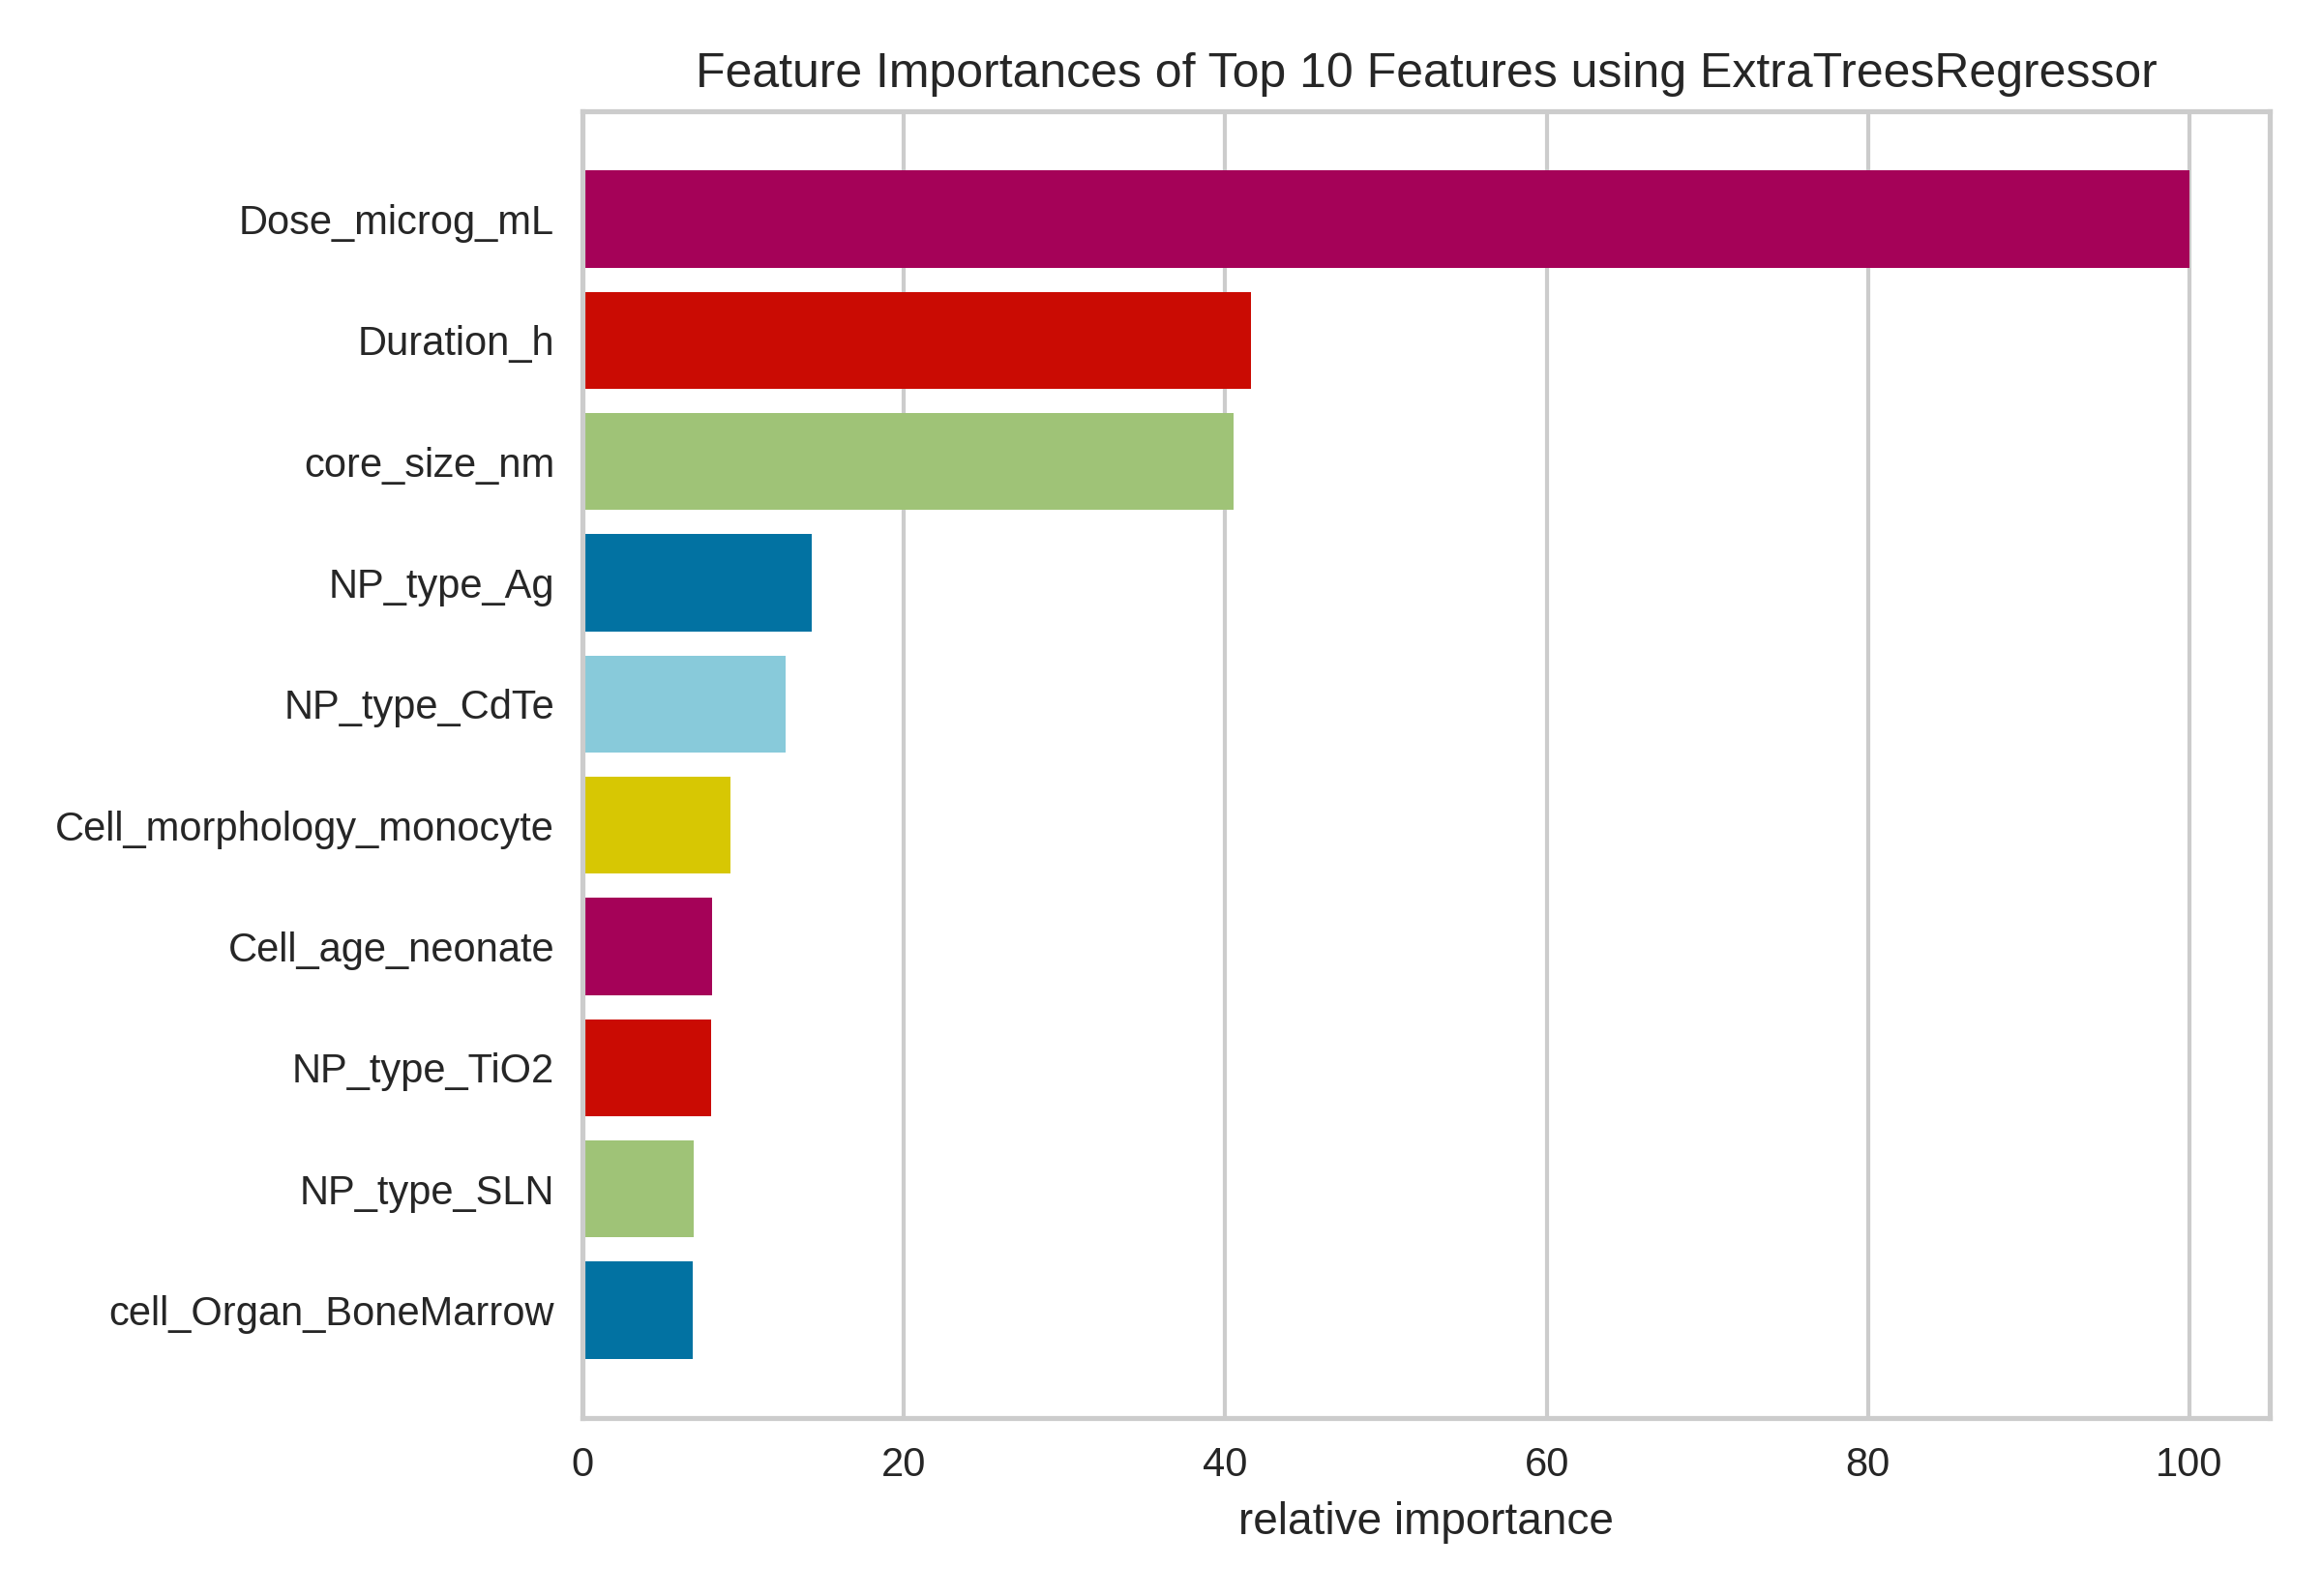 Feature Importances of Top 10 Features using ExtraTreesRegressor
Dose_microg_mL
Duration_h
core_size_nm
NP_type_Ag
NP_type_CdTe
Cell_morphology_monocyte
Cell_age_neonate
NP_type_TiO2
NP_type_SLN
cell_Organ_BoneMarrow
0 20 40 60 80 100
relative importance